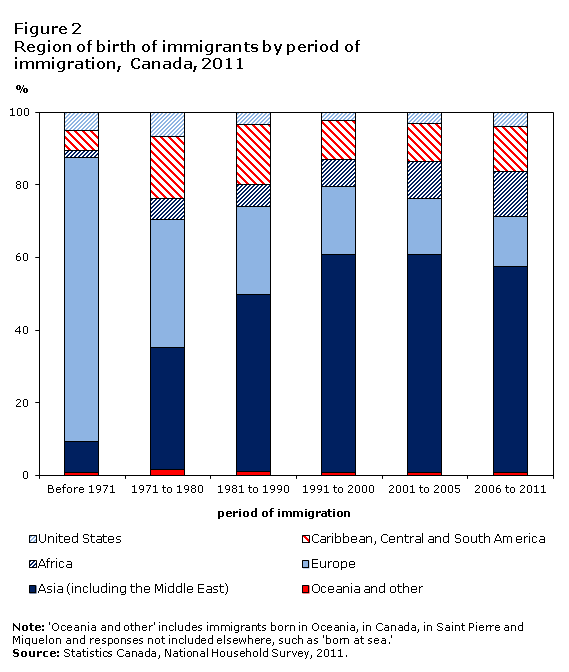 Figure 2
Region of birth of immigrants by period of
immigration, Canada, 2011
%
100
80
60
40
20
0
Before 1971 1971 to 1980 1981 to 1990 1991 to 2000 2001 to 2005 2006 to 2011
period of immigration
United States Caribbean, Central and South America
Africa Europe
Asia (including the Middle East) Oceania and other
Note: 'Oceania and other' includes immigrants born in Oceania, in Canada, in Saint Pierre and
Miquelon and responses not included elsewhere, such as 'born at sea.'
Source: Statistics Canada, National Household Survey, 2011.